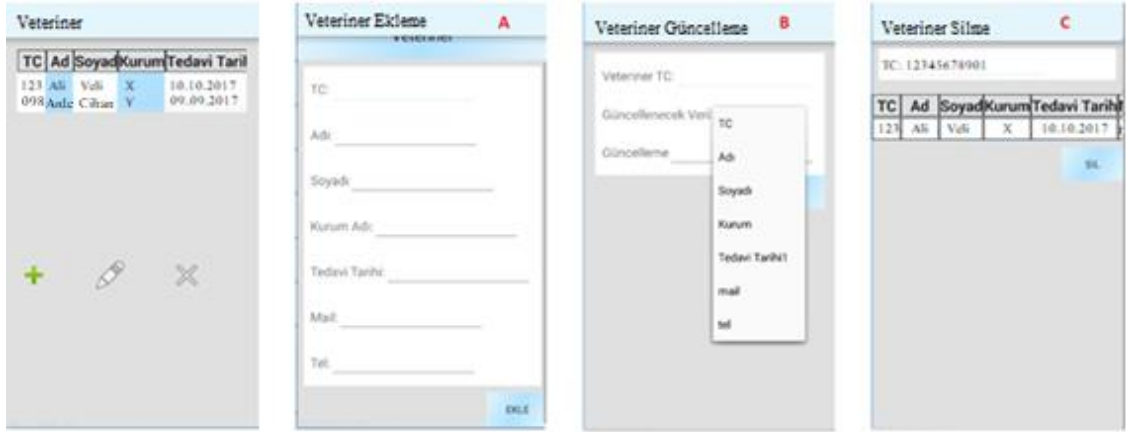 Veteriner
TC Ad Soyad Kurum Tedavi Taril
123 Ali Veli X 10.10.2017
098 Cihan Y 09.09.2017
Veteriner Ekleme A
Veteriner
TC:
Adı:
Soyadı:
Kurum Adı:
Tedavi Tarihi:
Mail:
Tel:
EKLE
Veteriner Güncelleme B
Veteriner TC:
Güncellenecek Veri
Güncelleme
TC
Adı
Soyadı
Kurum
Tedavi Tarihi1
mail
tel
Veteriner Silme C
TC: 12345678901
TC Ad Soyad Kurum Tedavi Tarihi
123 Ali Veli X 10.10.2017
SİL